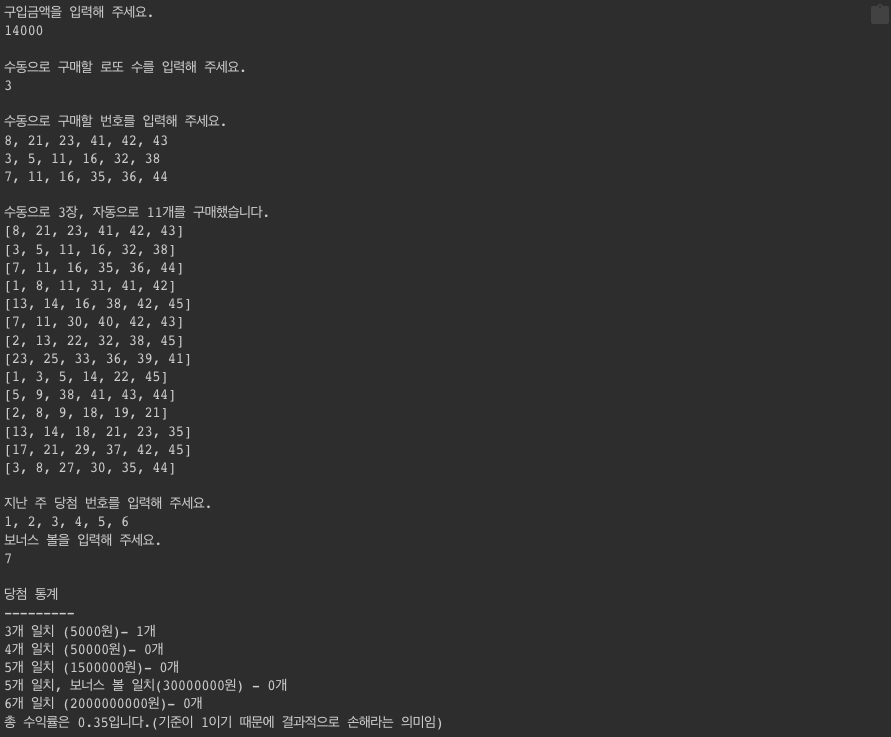 구입금액을 입력해 주세요.
14000
수동으로 구매할 로또 수를 입력해 주세요.
3
수동으로 구매할 번호를 입력해 주세요.
8, 21, 23, 41, 42, 43
3, 5, 11, 16, 32, 38
7, 11, 16, 35, 36, 44
수동으로 3장, 자동으로 11개를 구매했습니다.
[8, 21, 23, 41, 42, 43]
[3, 5, 11, 16, 32, 38]
[7, 11, 16, 35, 36, 44]
[1, 8, 11, 31, 41, 42]
[13, 14, 16, 38, 42, 45]
[7, 11, 30, 40, 42, 43]
[2, 13, 22, 32, 38, 45]
[23, 25, 33, 36, 39, 41]
[1, 3, 5, 14, 22, 45]
[5, 9, 38, 41, 43, 44]
[2, 8, 9, 18, 19, 21]
[13, 14, 18, 21, 23, 35]
[17, 21, 29, 37, 42, 45]
[3, 8, 27, 30, 35, 44]
지난 주 당첨 번호를 입력해 주세요.
1, 2, 3, 4, 5, 6
보너스 볼을 입력해 주세요.
7
당첨 통계
---------
3개 일치 (5000원)- 1개
4개 일치 (50000원)- 0개
5개 일치 (1500000원)- 0개
5개 일치, 보너스 볼 일치(30000000원) - 0개
6개 일치 (2000000000원)- 0개
총 수익률은 0.35입니다.(기준이 1이기 때문에 결과적으로 손해라는 의미임)